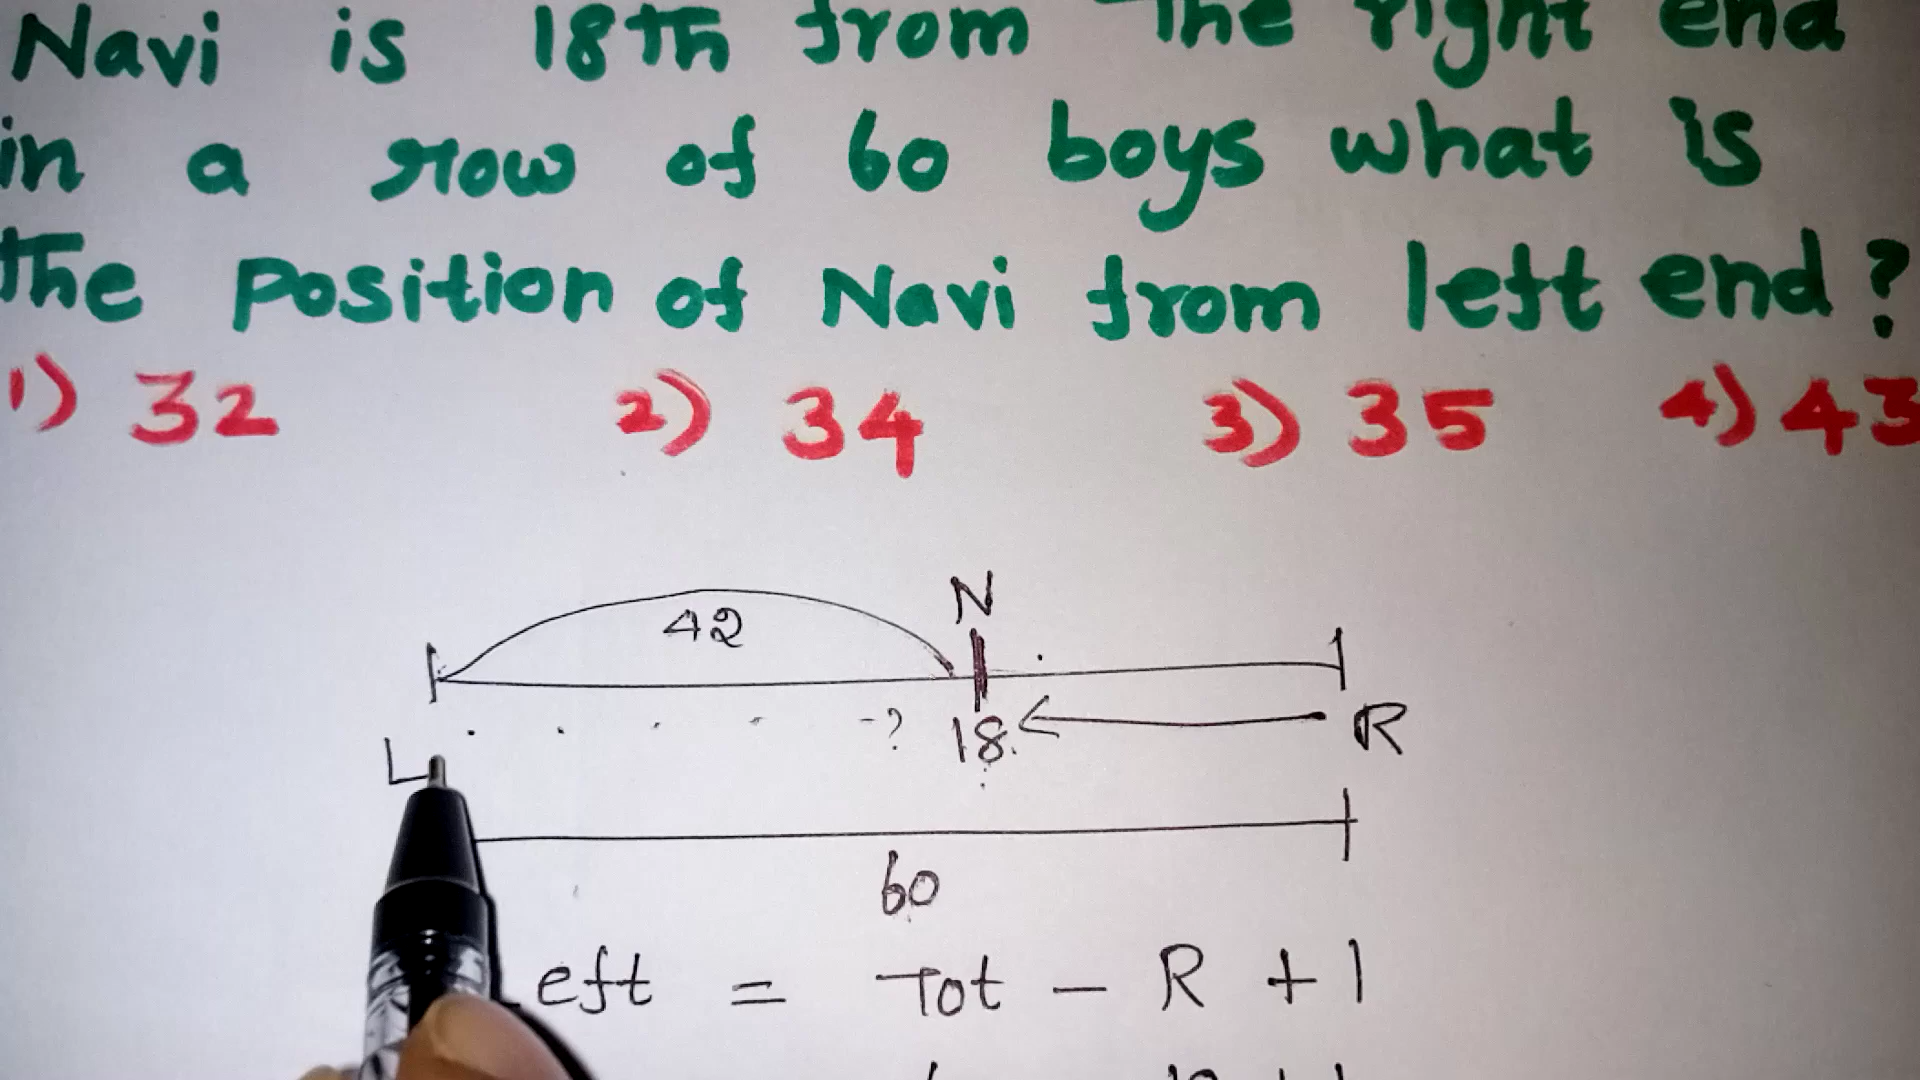 Navi is 18th from the right end
in a row of 60 boys what is
the position of Navi from left end?
1) 32 2) 34 3) 35 4) 43
N
42
-? 18. R
L
60
eft = Tot - R + 1